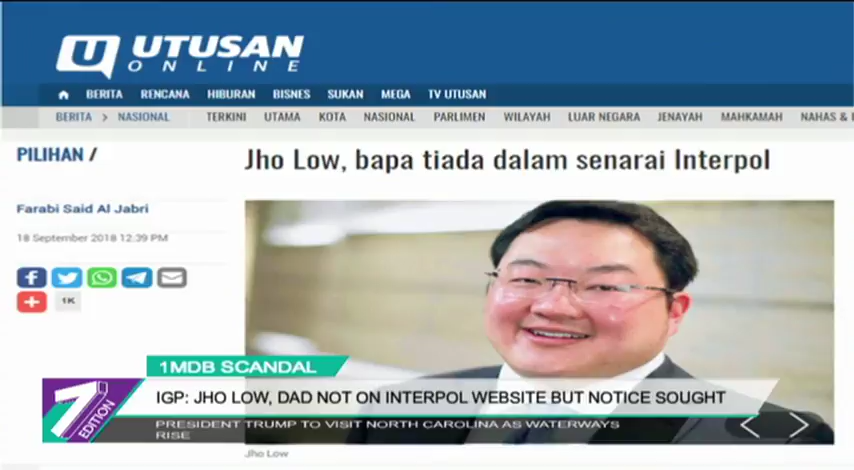 UTUSAN
ONLINE
BERITA RENCANA HIBURAN BISNES SUKAN MEGA TV UTUSAN
BERITA > NASIONAL TERKINI UTAMA KOTA NASIONAL PARLIMEN WILAYAH LUAR NEGARA JENAYAH MAHKAMAH NAHAS &
PILIHAN /
Jho Low, bapa tiada dalam senarai Interpol
Farabi Said Al Jabri
18 September 2018 12:39 PM
1K
1MDB SCANDAL
7
EDITION
IGP: JHO LOW, DAD NOT ON INTERPOL WEBSITE BUT NOTICE SOUGHT
PRESIDENT TRUMP TO VISIT NORTH CAROLINA AS WATERWAYS
RISE
Jho Low